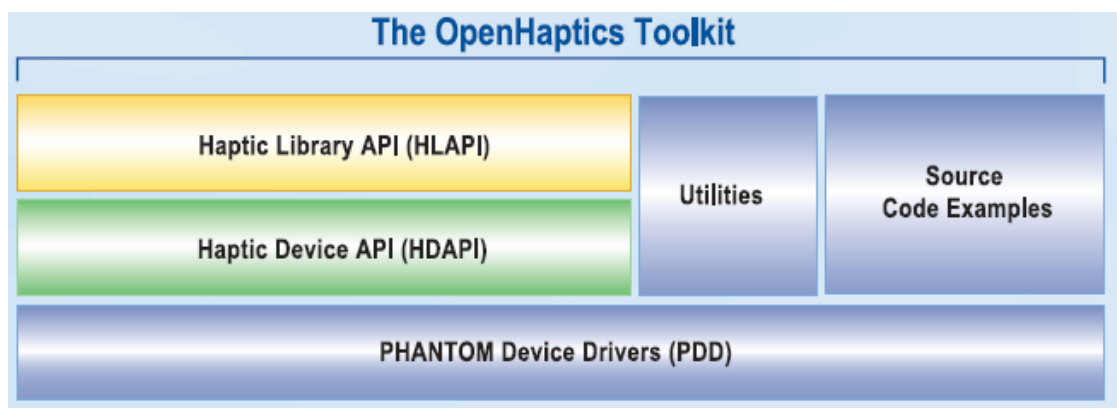 The OpenHaptics Toolkit
Haptic Library API (HLAPI)
Haptic Device API (HDAPI)
Utilities
Source
Code Examples
PHANTOM Device Drivers (PDD)